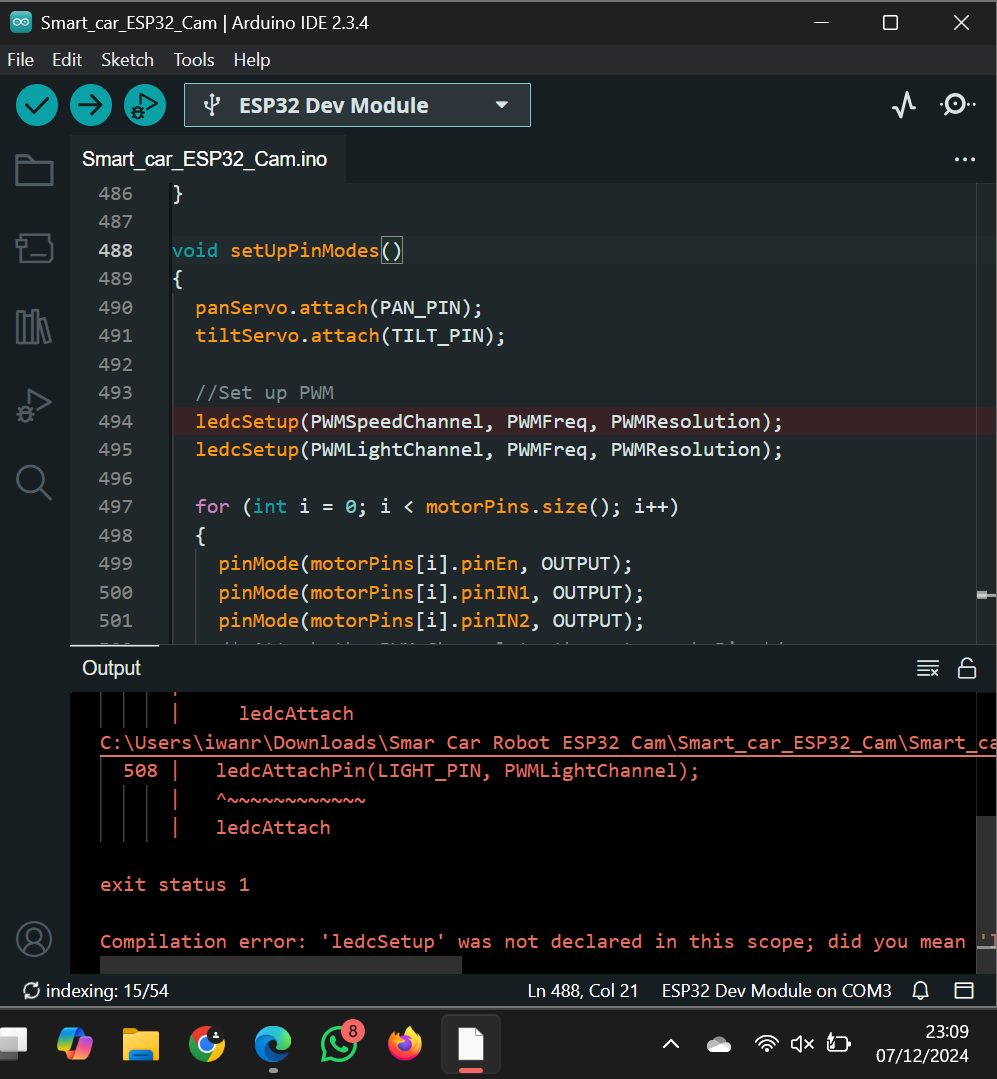 Smart_car_ESP32_Cam | Arduino IDE 2.3.4
File Edit Sketch Tools Help
ESP32 Dev Module
Smart_car_ESP32_Cam.ino
486 }
487
488 void setUpPinModes()
489 {
490 panServo.attach(PAN_PIN);
491 tiltServo.attach(TILT_PIN);
492
493 //Set up PWM
494 ledcSetup(PWMSpeedChannel, PWMFreq, PWMResolution);
495 ledcSetup(PWMLightChannel, PWMFreq, PWMResolution);
496
497 for (int i = 0; i < motorPins.size(); i++)
498 {
499 pinMode(motorPins[i].pinEn, OUTPUT);
500 pinMode(motorPins[i].pinIN1, OUTPUT);
501 pinMode(motorPins[i].pinIN2, OUTPUT);
Output
| ledcAttach
C:\Users\iwanr\Downloads\Smar Car Robot ESP32 Cam\Smart_car_ESP32_Cam\Smart_ca
508 | ledcAttachPin(LIGHT_PIN, PWMLightChannel);
| ^~~~~~~~~~~~~
| ledcAttach
exit status 1
Compilation error: 'ledcSetup' was not declared in this scope; did you mean 'l
indexing: 15/54 Ln 488, Col 21 ESP32 Dev Module on COM3
8
23:09
07/12/2024